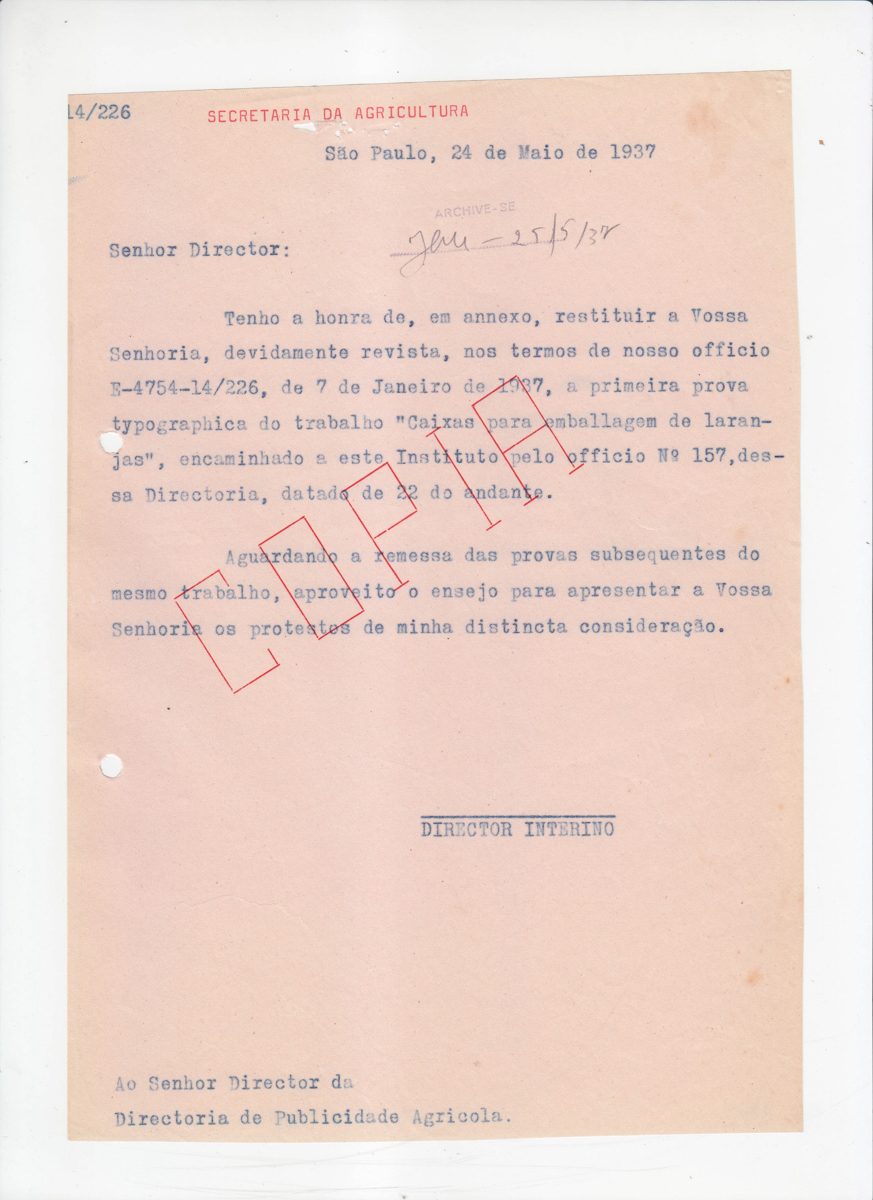 14/226
SECRETARIA DA AGRICULTURA
São Paulo, 24 de Maio de 1937
ARCHIVE-SE
25/5/37
Senhor Director:
Tenho a honra de, em annexo, restituir a Vossa
Senhoria, devidamente revista, nos termos de nosso officio
E-4754-14/226, de 7 de Janeiro de 1937, a primeira prova
typographica do trabalho "Caixas para emballagem de laran-
jas", encaminhado a este Instituto pelo officio Nº 157,des-
sa Directoria, datado de 22 do andante.
Aguardando a remessa das provas subsequentes do
mesmo trabalho, aproveito o ensejo para apresentar a Vossa
Senhoria os protestos de minha distincta consideração.
COPIA
DIRECTOR INTERINO
Ao Senhor Director da
Directoria de Publicidade Agricola.